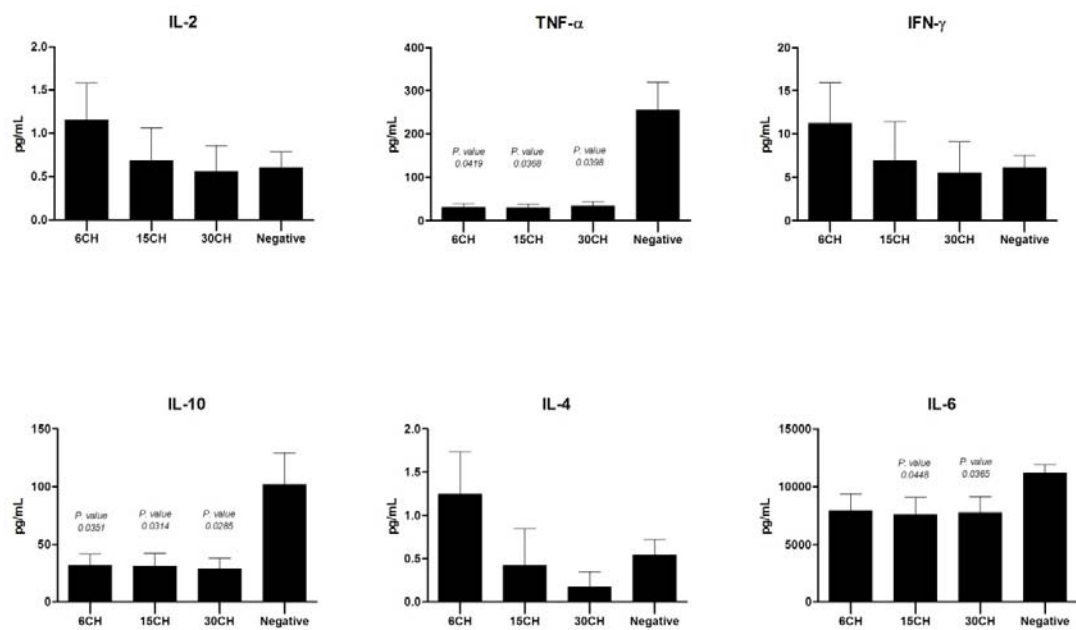 IL-2
2.0
1.5
1.0
0.5
0.0
pg/mL
6CH 15CH 30CH Negative
TNF-α
400
300
200
100
0
pg/mL
P. value
0.0419
P. value
0.0368
P. value
0.0398
6CH 15CH 30CH Negative
IFN-γ
20
15
10
5
0
pg/mL
6CH 15CH 30CH Negative
IL-10
150
100
50
0
pg/mL
P. value
0.0351
P. value
0.0314
P. value
0.0285
6CH 15CH 30CH Negative
IL-4
2.0
1.5
1.0
0.5
0.0
pg/mL
6CH 15CH 30CH Negative
IL-6
15000
10000
5000
0
pg/mL
P. value
0.0448
P. value
0.0365
6CH 15CH 30CH Negative